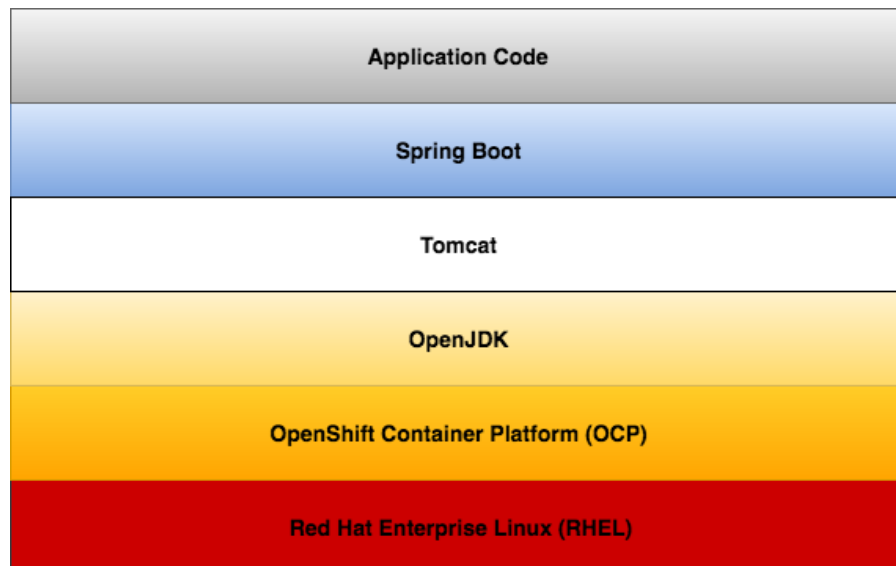 Application Code
Spring Boot
Tomcat
OpenJDK
OpenShift Container Platform (OCP)
Red Hat Enterprise Linux (RHEL)